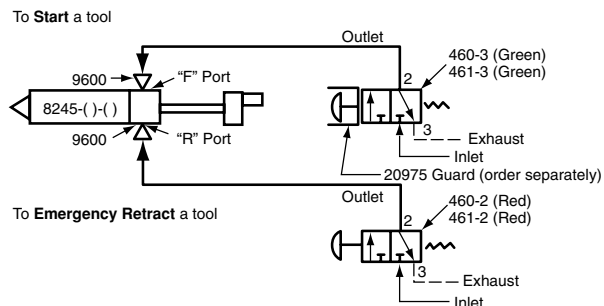 To Start a tool
Outlet
460-3 (Green)
461-3 (Green)
2
9600
“F” Port
8245-( )-( )
9600
“R” Port
3
Exhaust
Inlet
20975 Guard (order separately)
Outlet
To Emergency Retract a tool
460-2 (Red)
461-2 (Red)
2
3
Exhaust
Inlet